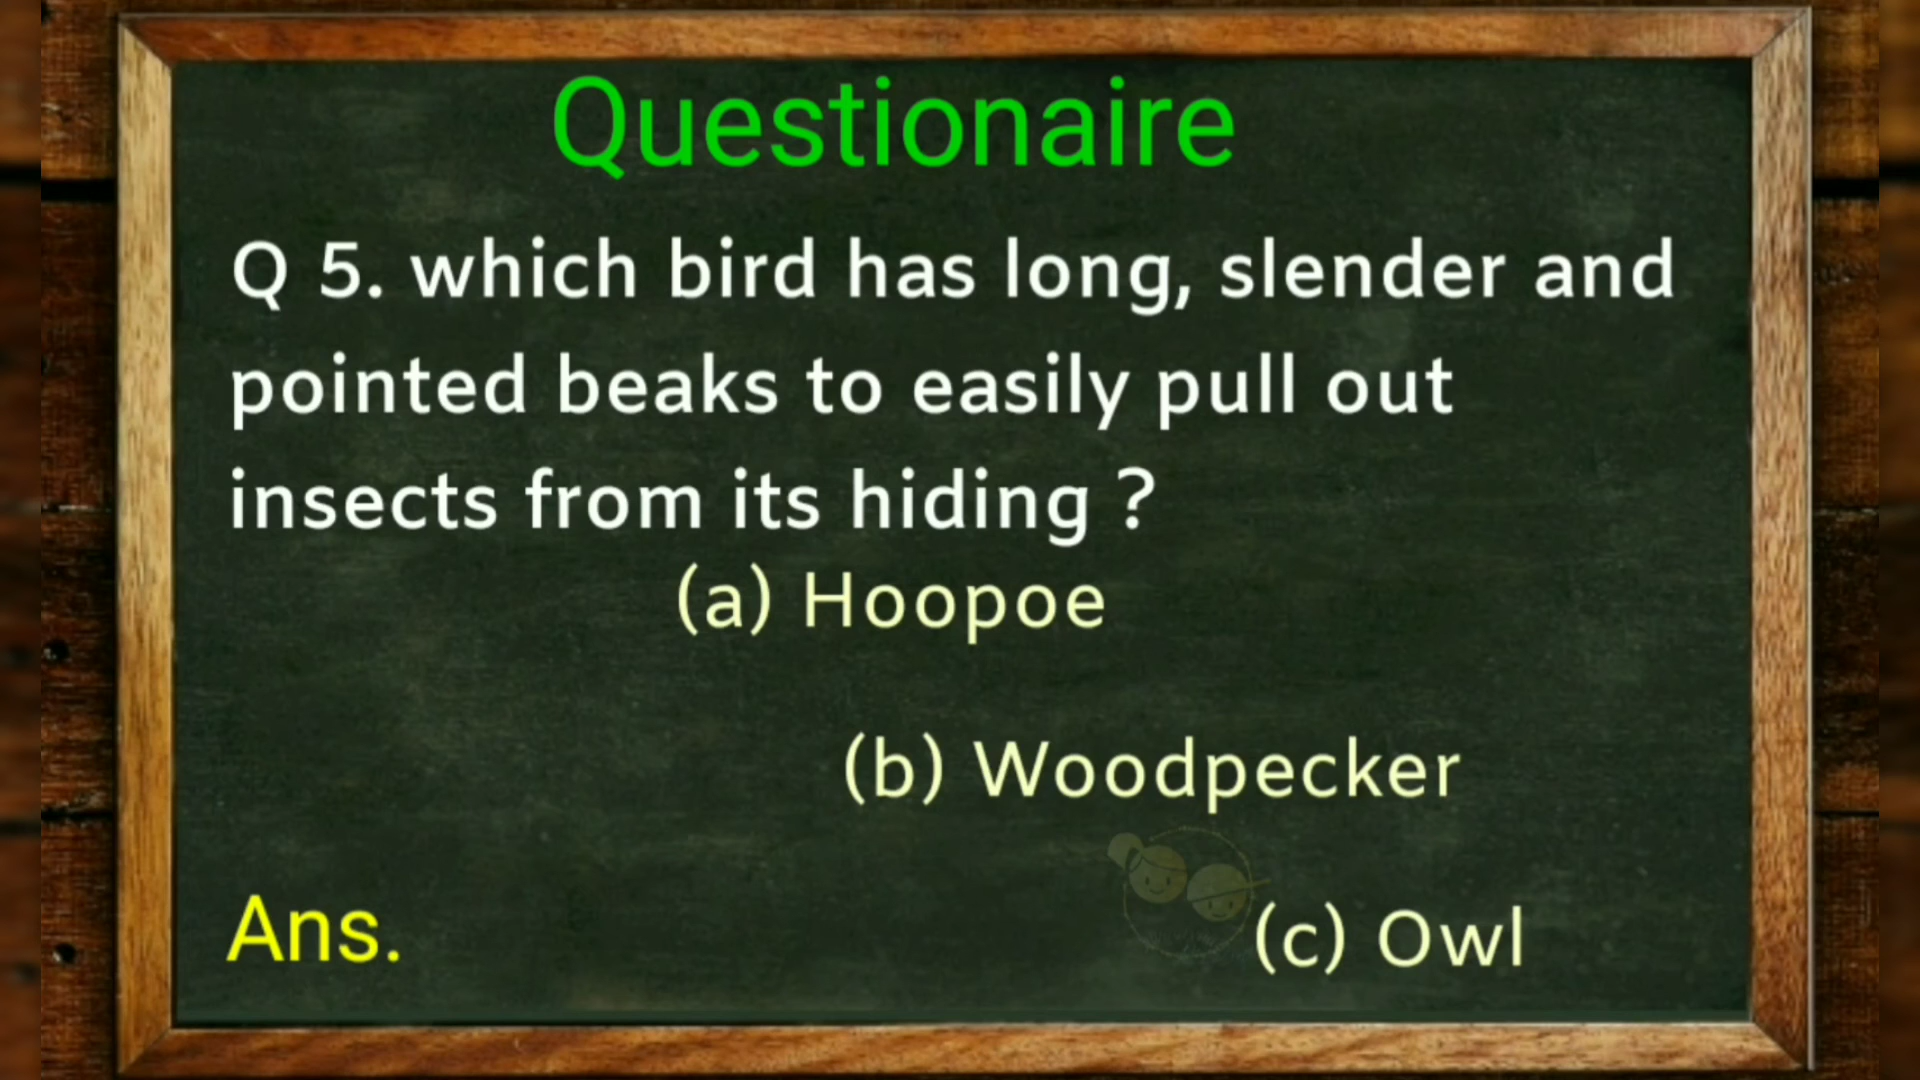 Questionaire
Q 5. which bird has long, slender and
pointed beaks to easily pull out
insects from its hiding ?
(a) Hoopoe
(b) Woodpecker
(c) Owl
Ans.